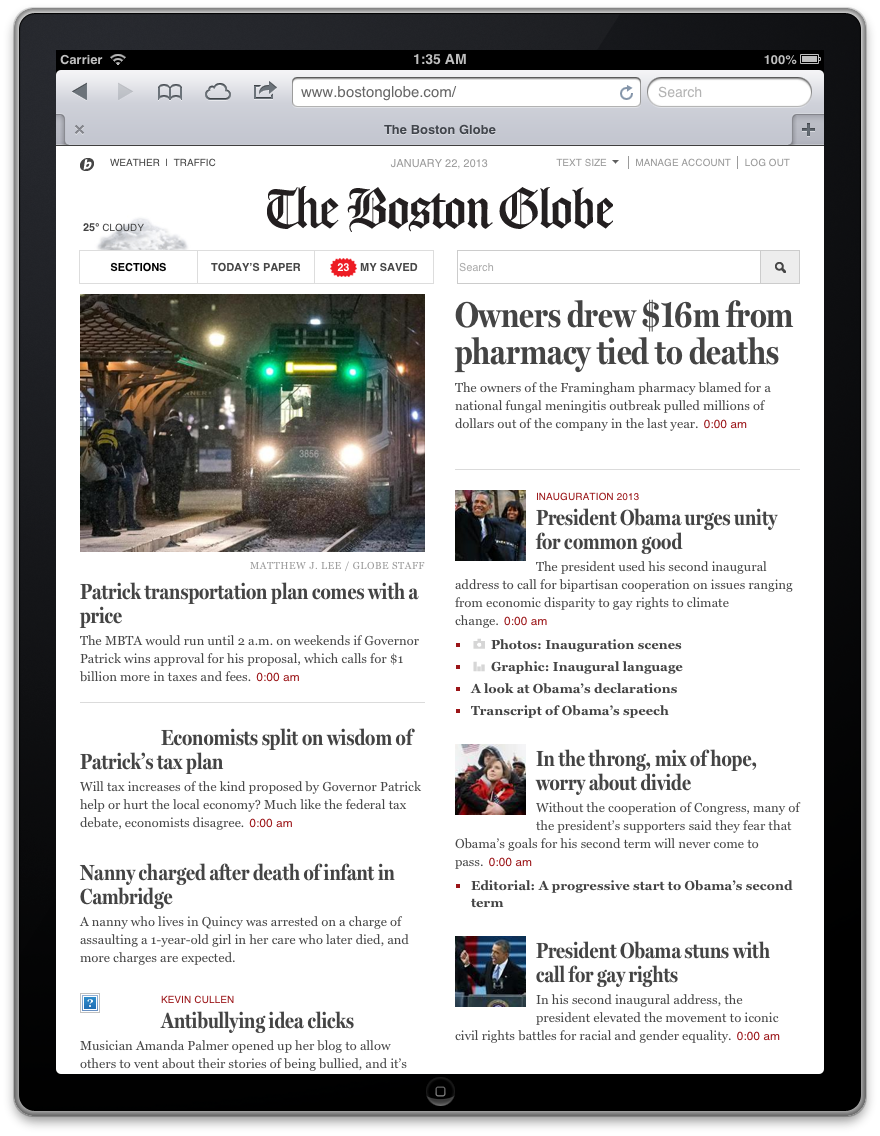 Carrier
1:35 AM
100%
www.bostonglobe.com/
Search
The Boston Globe
b
WEATHER | TRAFFIC
JANUARY 22, 2013
TEXT SIZE
MANAGE ACCOUNT
LOG OUT
25° CLOUDY
The Boston Globe
SECTIONS
TODAY'S PAPER
23 MY SAVED
Search
3856
MATTHEW J. LEE / GLOBE STAFF
Patrick transportation plan comes with a
price
The MBTA would run until 2 a.m. on weekends if Governor
Patrick wins approval for his proposal, which calls for $1
billion more in taxes and fees. 0:00 am
Economists split on wisdom of
Patrick's tax plan
Will tax increases of the kind proposed by Governor Patrick
help or hurt the local economy? Much like the federal tax
debate, economists disagree. 0:00 am
Nanny charged after death of infant in
Cambridge
A nanny who lives in Quincy was arrested on a charge of
assaulting a 1-year-old girl in her care who later died, and
more charges are expected.
?
KEVIN CULLEN
Antibullying idea clicks
Musician Amanda Palmer opened up her blog to allow
others to vent about their stories of being bullied, and it's
Owners drew $16m from
pharmacy tied to deaths
The owners of the Framingham pharmacy blamed for a
national fungal meningitis outbreak pulled millions of
dollars out of the company in the last year. 0:00 am
INAUGURATION 2013
President Obama urges unity
for common good
The president used his second inaugural
address to call for bipartisan cooperation on issues ranging
from economic disparity to gay rights to climate
change. 0:00 am
Photos: Inauguration scenes
Graphic: Inaugural language
A look at Obama's declarations
Transcript of Obama's speech
In the throng, mix of hope,
worry about divide
Without the cooperation of Congress, many of
the president's supporters said they fear that
Obama's goals for his second term will never come to
pass. 0:00 am
Editorial: A progressive start to Obama's second
term
President Obama stuns with
call for gay rights
In his second inaugural address, the
president elevated the movement to iconic
civil rights battles for racial and gender equality. 0:00 am